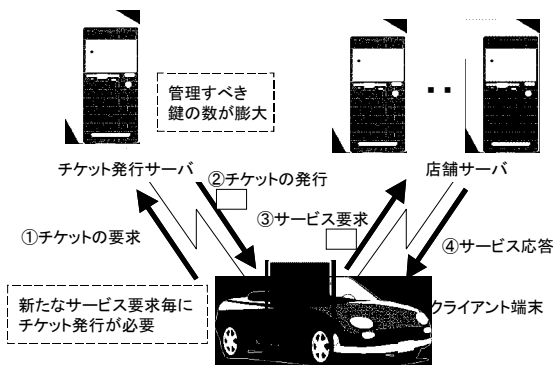 管理すべき
鍵の数が膨大
チケット発行サーバ
店舗サーバ
②チケットの発行
③サービス要求
①チケットの要求
④サービス応答
新たなサービス要求毎に
チケット発行が必要
クライアント端末